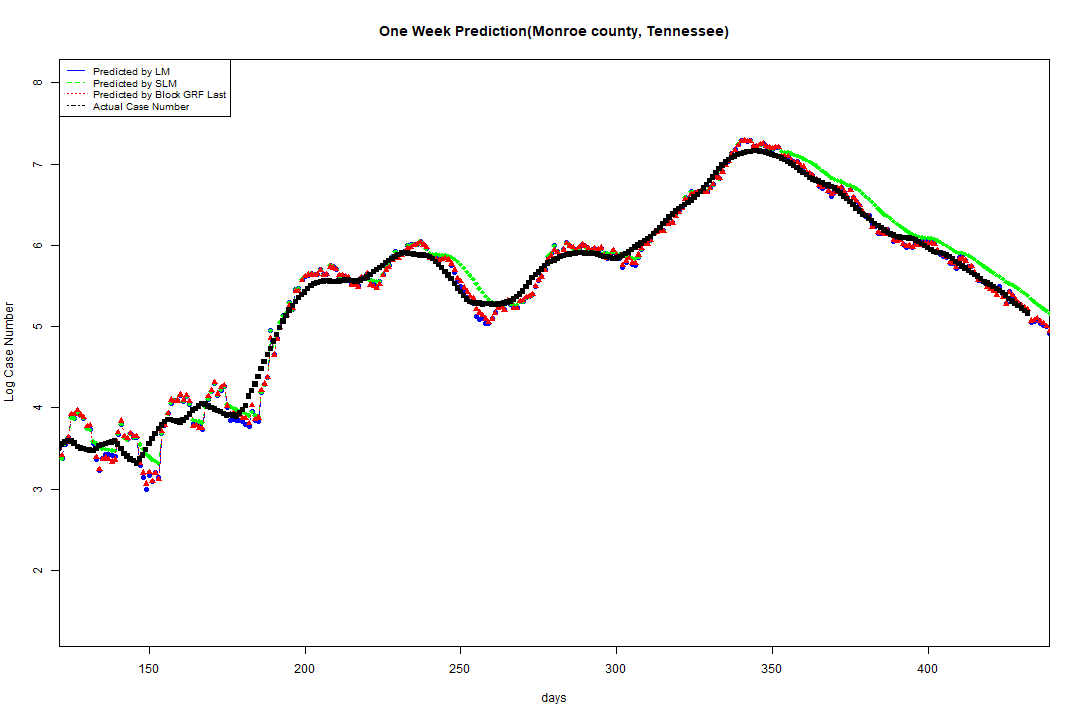 One Week Prediction(Monroe county, Tennessee)
Predicted by LM
Predicted by SLM
Predicted by Block GRF Last
Actual Case Number
8
7
6
5
4
3
2
Log Case Number
150 200 250 300 350 400
days